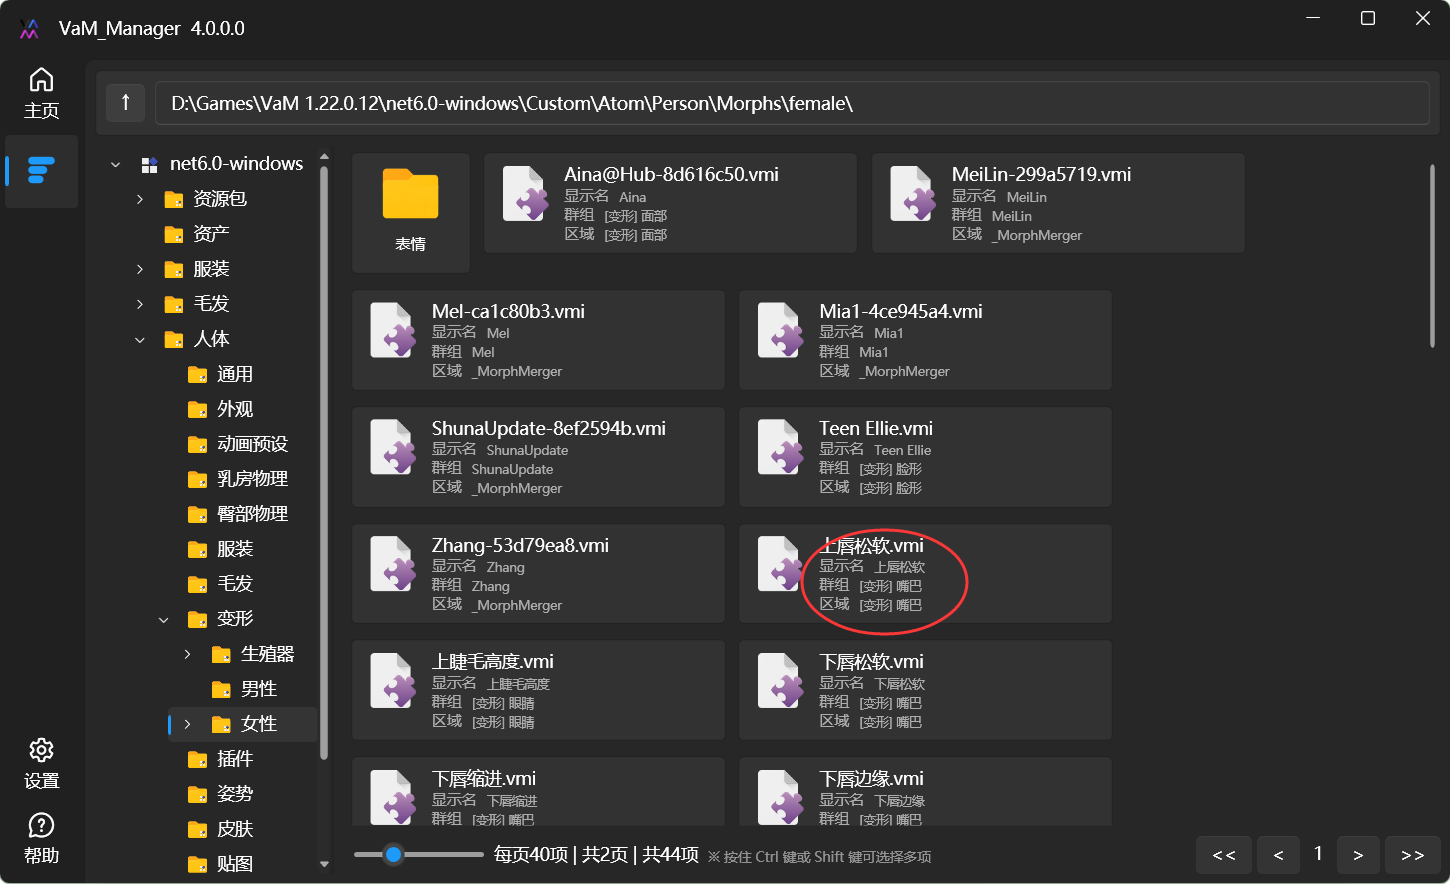 VaM_Manager 4.0.0.0
主页
↑
D:\Games\VaM 1.22.0.12\net6.0-windows\Custom\Atom\Person\Morphs\female\
net6.0-windows
资源包
资产
服装
毛发
人体
通用
外观
动画预设
乳房物理
臀部物理
服装
毛发
变形
生殖器
男性
女性
插件
姿势
皮肤
贴图
设置
帮助
表情
Aina@Hub-8d616c50.vmi
显示名 Aina
群组 [变形] 面部
区域 [变形] 面部
MeiLin-299a5719.vmi
显示名 MeiLin
群组 MeiLin
区域 _MorphMerger
Mel-ca1c80b3.vmi
显示名 Mel
群组 Mel
区域 _MorphMerger
Mia1-4ce945a4.vmi
显示名 Mia1
群组 Mia1
区域 _MorphMerger
ShunaUpdate-8ef2594b.vmi
显示名 ShunaUpdate
群组 ShunaUpdate
区域 _MorphMerger
Teen Ellie.vmi
显示名 Teen Ellie
群组 [变形] 脸形
区域 [变形] 脸形
Zhang-53d79ea8.vmi
显示名 Zhang
群组 Zhang
区域 _MorphMerger
上唇松软.vmi
显示名 上唇松软
群组 [变形] 嘴巴
区域 [变形] 嘴巴
上睫毛高度.vmi
显示名 上睫毛高度
群组 [变形] 眼睛
区域 [变形] 眼睛
下唇松软.vmi
显示名 下唇松软
群组 [变形] 嘴巴
区域 [变形] 嘴巴
下唇缩进.vmi
显示名 下唇缩进
群组 [变形] 嘴巴
下唇边缘.vmi
显示名 下唇边缘
群组 [变形] 嘴巴
每页40项 | 共2页 | 共44项 ※ 按住 Ctrl 键或 Shift 键可选择多项
<< < 1 > >>